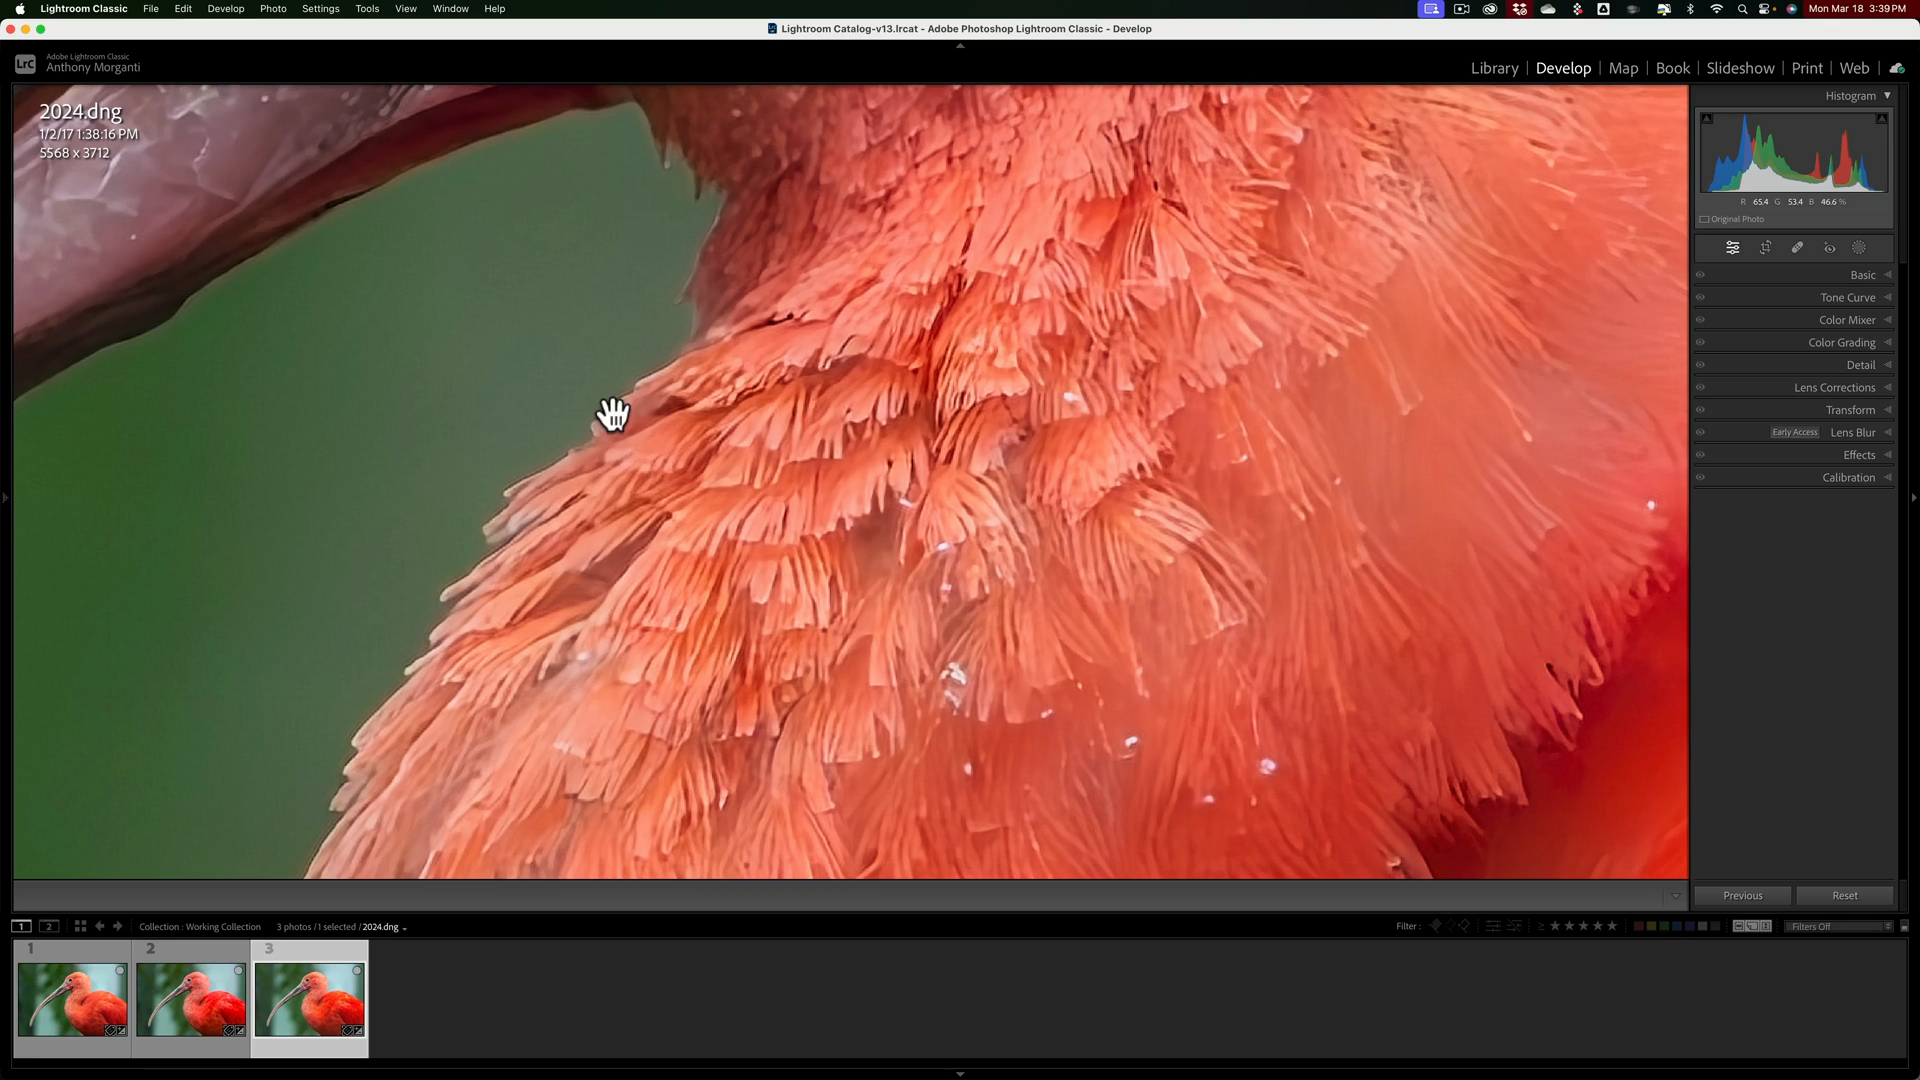 Lightroom Classic File Edit Develop Photo Settings Tools View Window Help
Mon Mar 18 3:39 PM
Lightroom Catalog-v13.lrcat - Adobe Photoshop Lightroom Classic - Develop
LrC
Adobe Lightroom Classic
Anthony Morganti
Library | Develop | Map | Book | Slideshow | Print | Web
2024.dng
1/2/17 1:38:16 PM
5568 x 3712
Histogram
R 65.4 G 53.4 B 46.6 %
Original Photo
Basic
Tone Curve
Color Mixer
Color Grading
Detail
Lens Corrections
Transform
Early Access Lens Blur
Effects
Calibration
Previous Reset
1 2 Collection : Working Collection 3 photos / 1 selected / 2024.dng
Filter : Filters Off
1 2 3